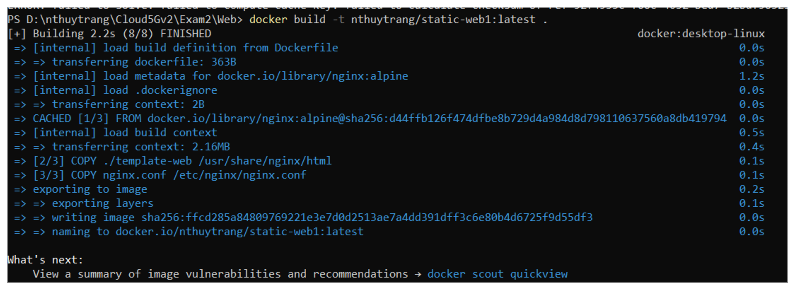 PS D:\nthuytrang\Cloud5Gv2\Exam2\Web> docker build -t nthuytrang/static-web1:latest .
[+] Building 2.2s (8/8) FINISHED docker:desktop-linux
=> [internal] load build definition from Dockerfile 0.0s
=> => transferring dockerfile: 363B 0.0s
=> [internal] load metadata for docker.io/library/nginx:alpine 1.2s
=> [internal] load .dockerignore 0.0s
=> => transferring context: 2B 0.0s
=> CACHED [1/3] FROM docker.io/library/nginx:alpine@sha256:d44ffb126f474dfbe8b729d4a984d8d798110637560a8db419794 0.0s
=> [internal] load build context 0.5s
=> => transferring context: 2.16MB 0.4s
=> [2/3] COPY ./template-web /usr/share/nginx/html 0.1s
=> [3/3] COPY nginx.conf /etc/nginx/nginx.conf 0.1s
=> exporting to image 0.2s
=> => exporting layers 0.1s
=> => writing image sha256:ffcd285a84809769221e3e7d0d2513ae7a4dd391dff3c6e80b4d6725f9d55df3 0.0s
=> => naming to docker.io/nthuytrang/static-web1:latest 0.0s
What's next:
View a summary of image vulnerabilities and recommendations → docker scout quickview